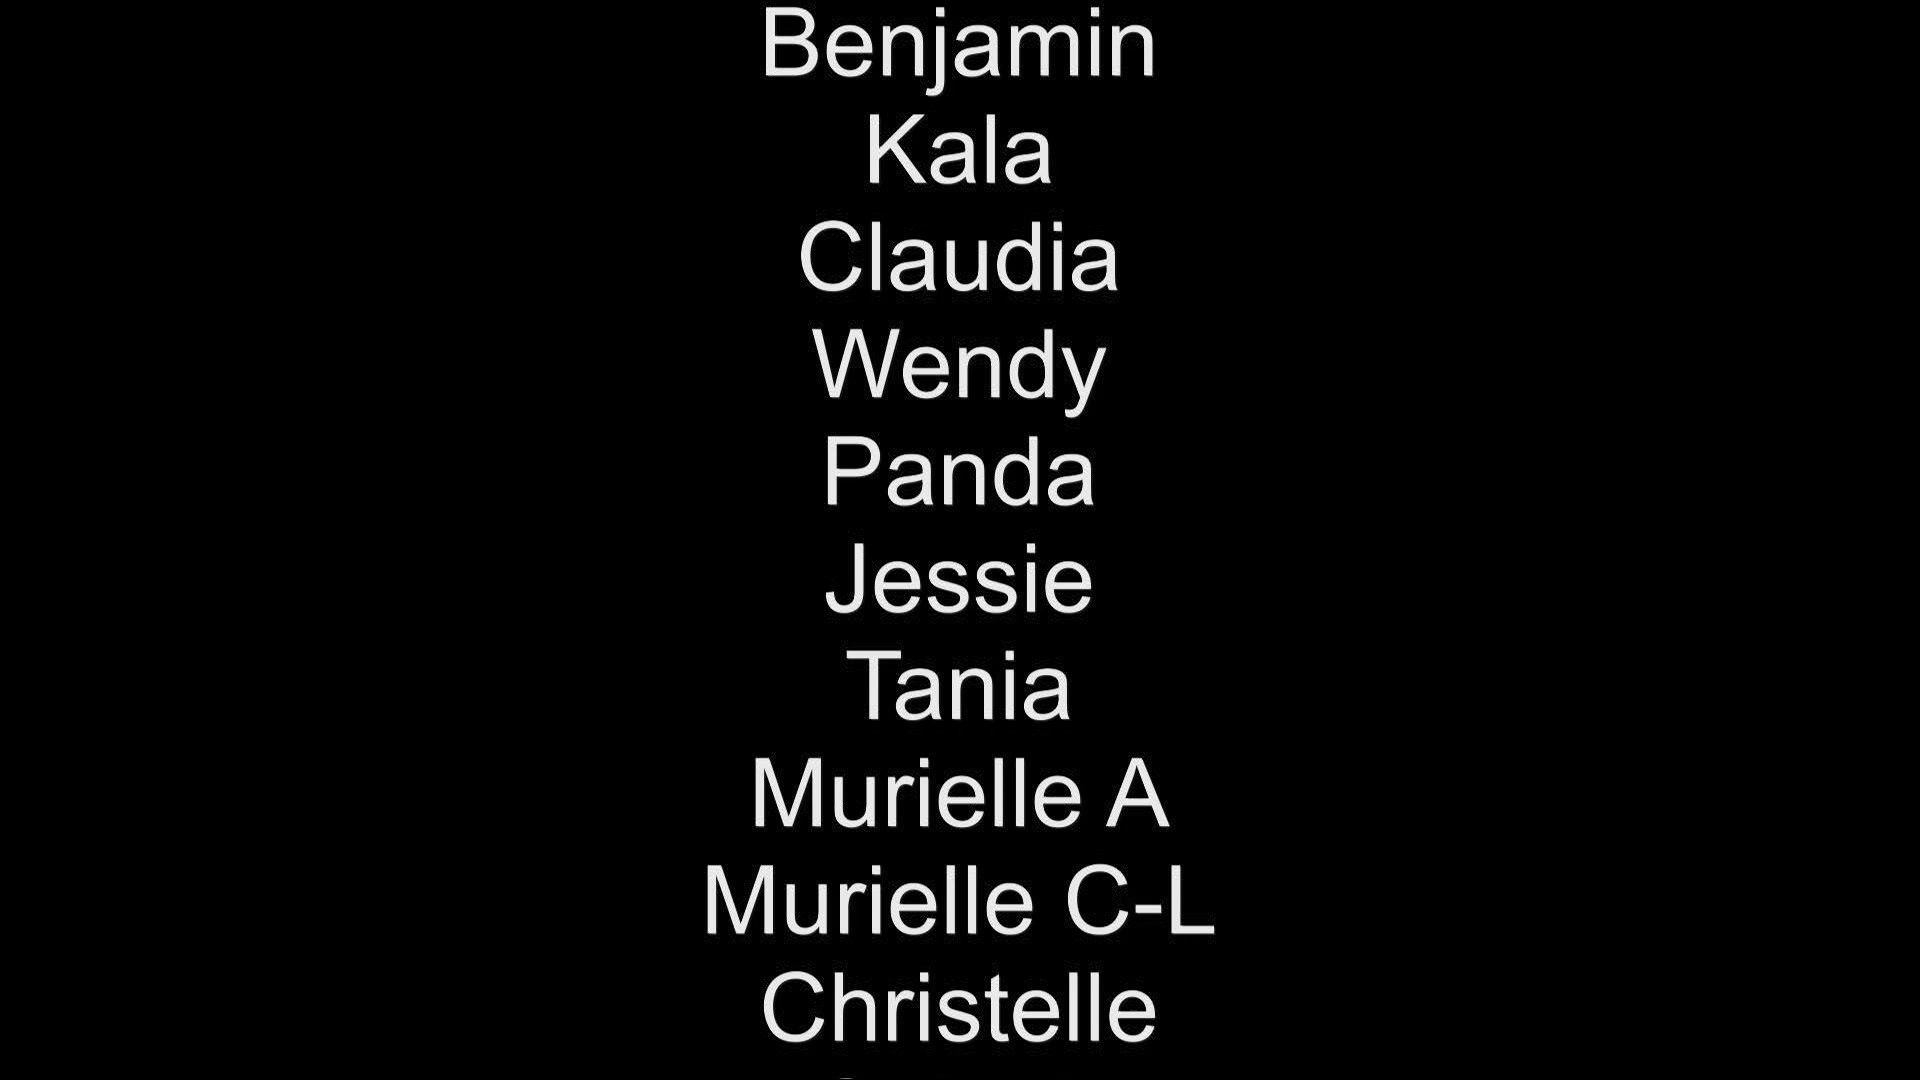 Benjamin
Kala
Claudia
Wendy
Panda
Jessie
Tania
Murielle A
Murielle C-L
Christelle